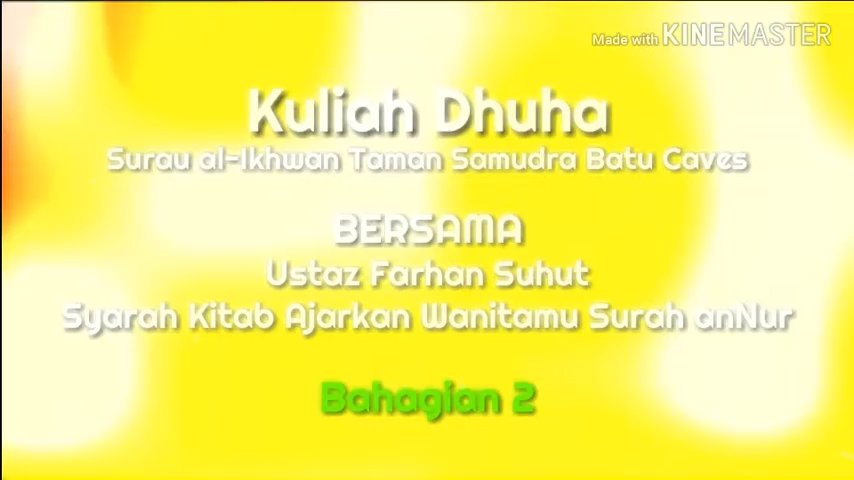 Made with KINEMASTER
Kuliah Dhuha
Surau al-Ikhwan Taman Samudra Batu Caves
BERSAMA
Ustaz Farhan Suhut
Syarah Kitab Ajarkan Wanitamu Surah anNur
Bahagian 2